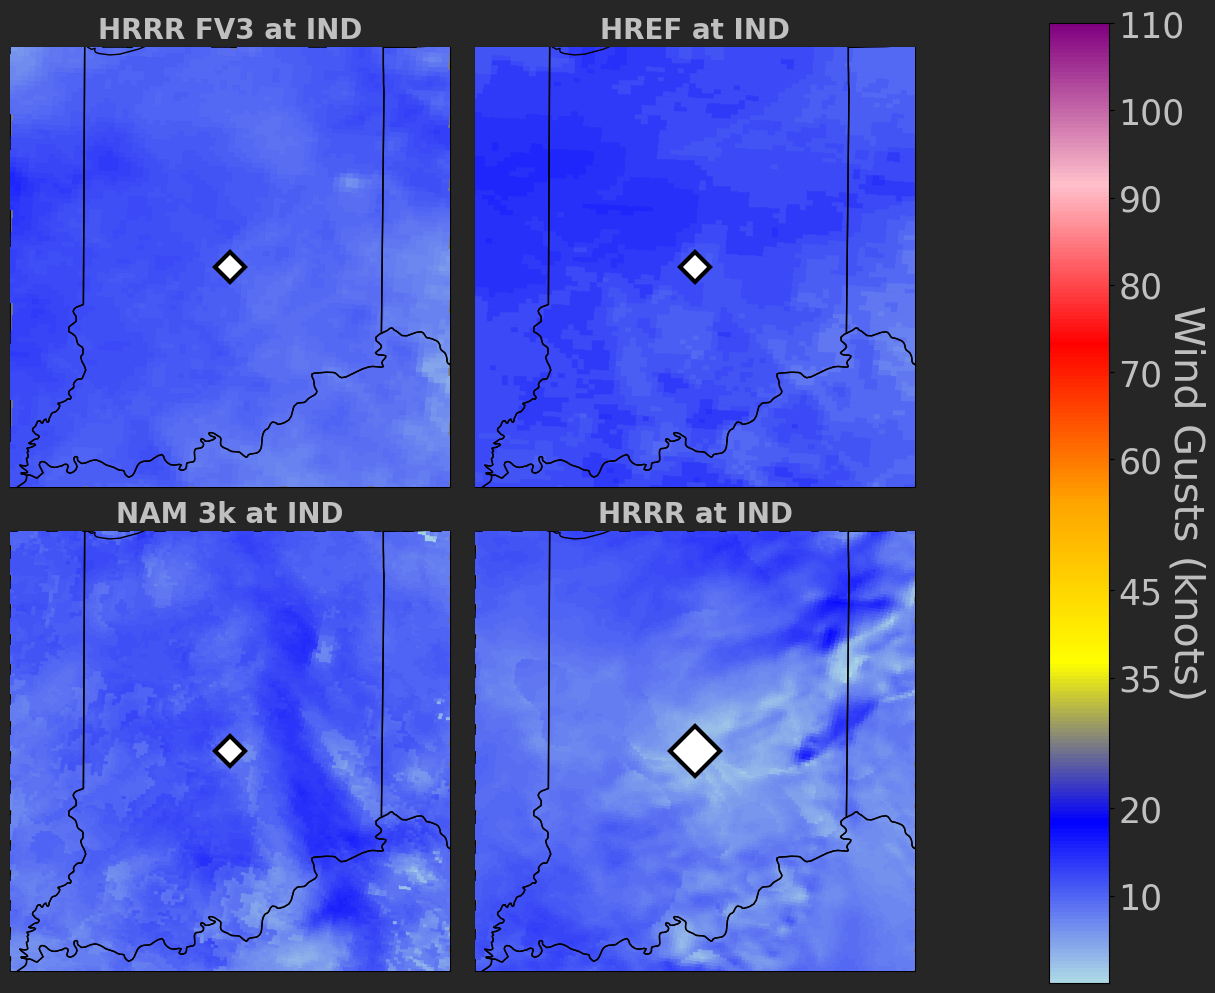 HRRR FV3 at IND
HREF at IND
NAM 3k at IND
HRRR at IND
110
100
90
80
70
60
45
35
20
10
Wind Gusts (knots)